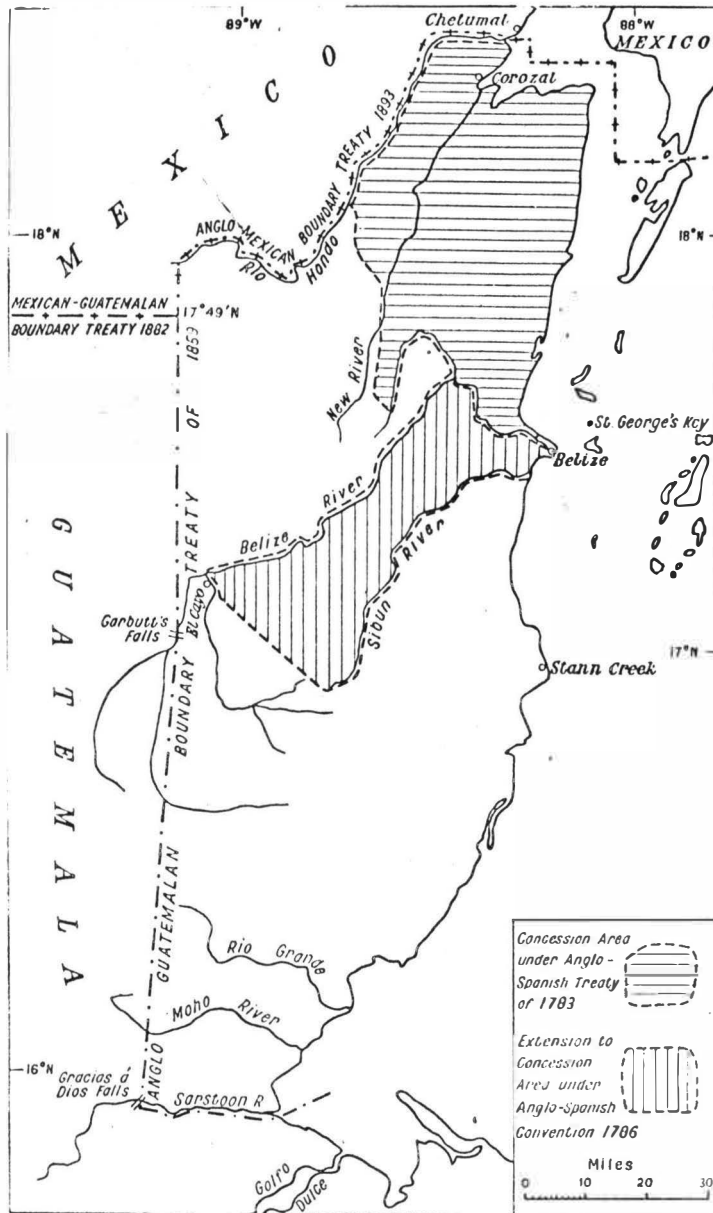 89°W
88°W
Chetumal
MEXICO
MEXICO
Corozal
ANGLO-MEXICAN BOUNDARY TREATY 1893
Rio Hondo
18°N
18°N
MEXICAN-GUATEMALAN
BOUNDARY TREATY 1882
17°49'N
New River
St. George's Key
Belize
Belize River
Sibun River
El Cayo
Garbutt's
Falls
17°N
Stann Creek
GUATEMALA
ANGLO GUATEMALAN BOUNDARY TREATY OF 1859
Rio Grande
Moho River
16°N
Gracias á
Dios Falls
Sarstoon R
Golfo
Dulce
Concession Area
under Anglo-
Spanish Treaty
of 1783
Extension to
Concession
Area under
Anglo-Spanish
Convention 1786
Miles
0 10 20 30